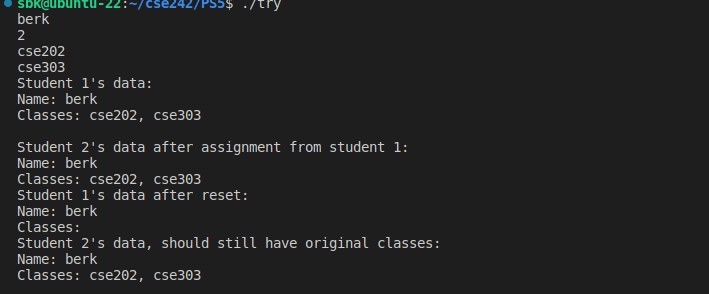 sbk@ubuntu-22:~/cse242/PS5$ ./try
berk
2
cse202
cse303
Student 1's data:
Name: berk
Classes: cse202, cse303
Student 2's data after assignment from student 1:
Name: berk
Classes: cse202, cse303
Student 1's data after reset:
Name: berk
Classes:
Student 2's data, should still have original classes:
Name: berk
Classes: cse202, cse303